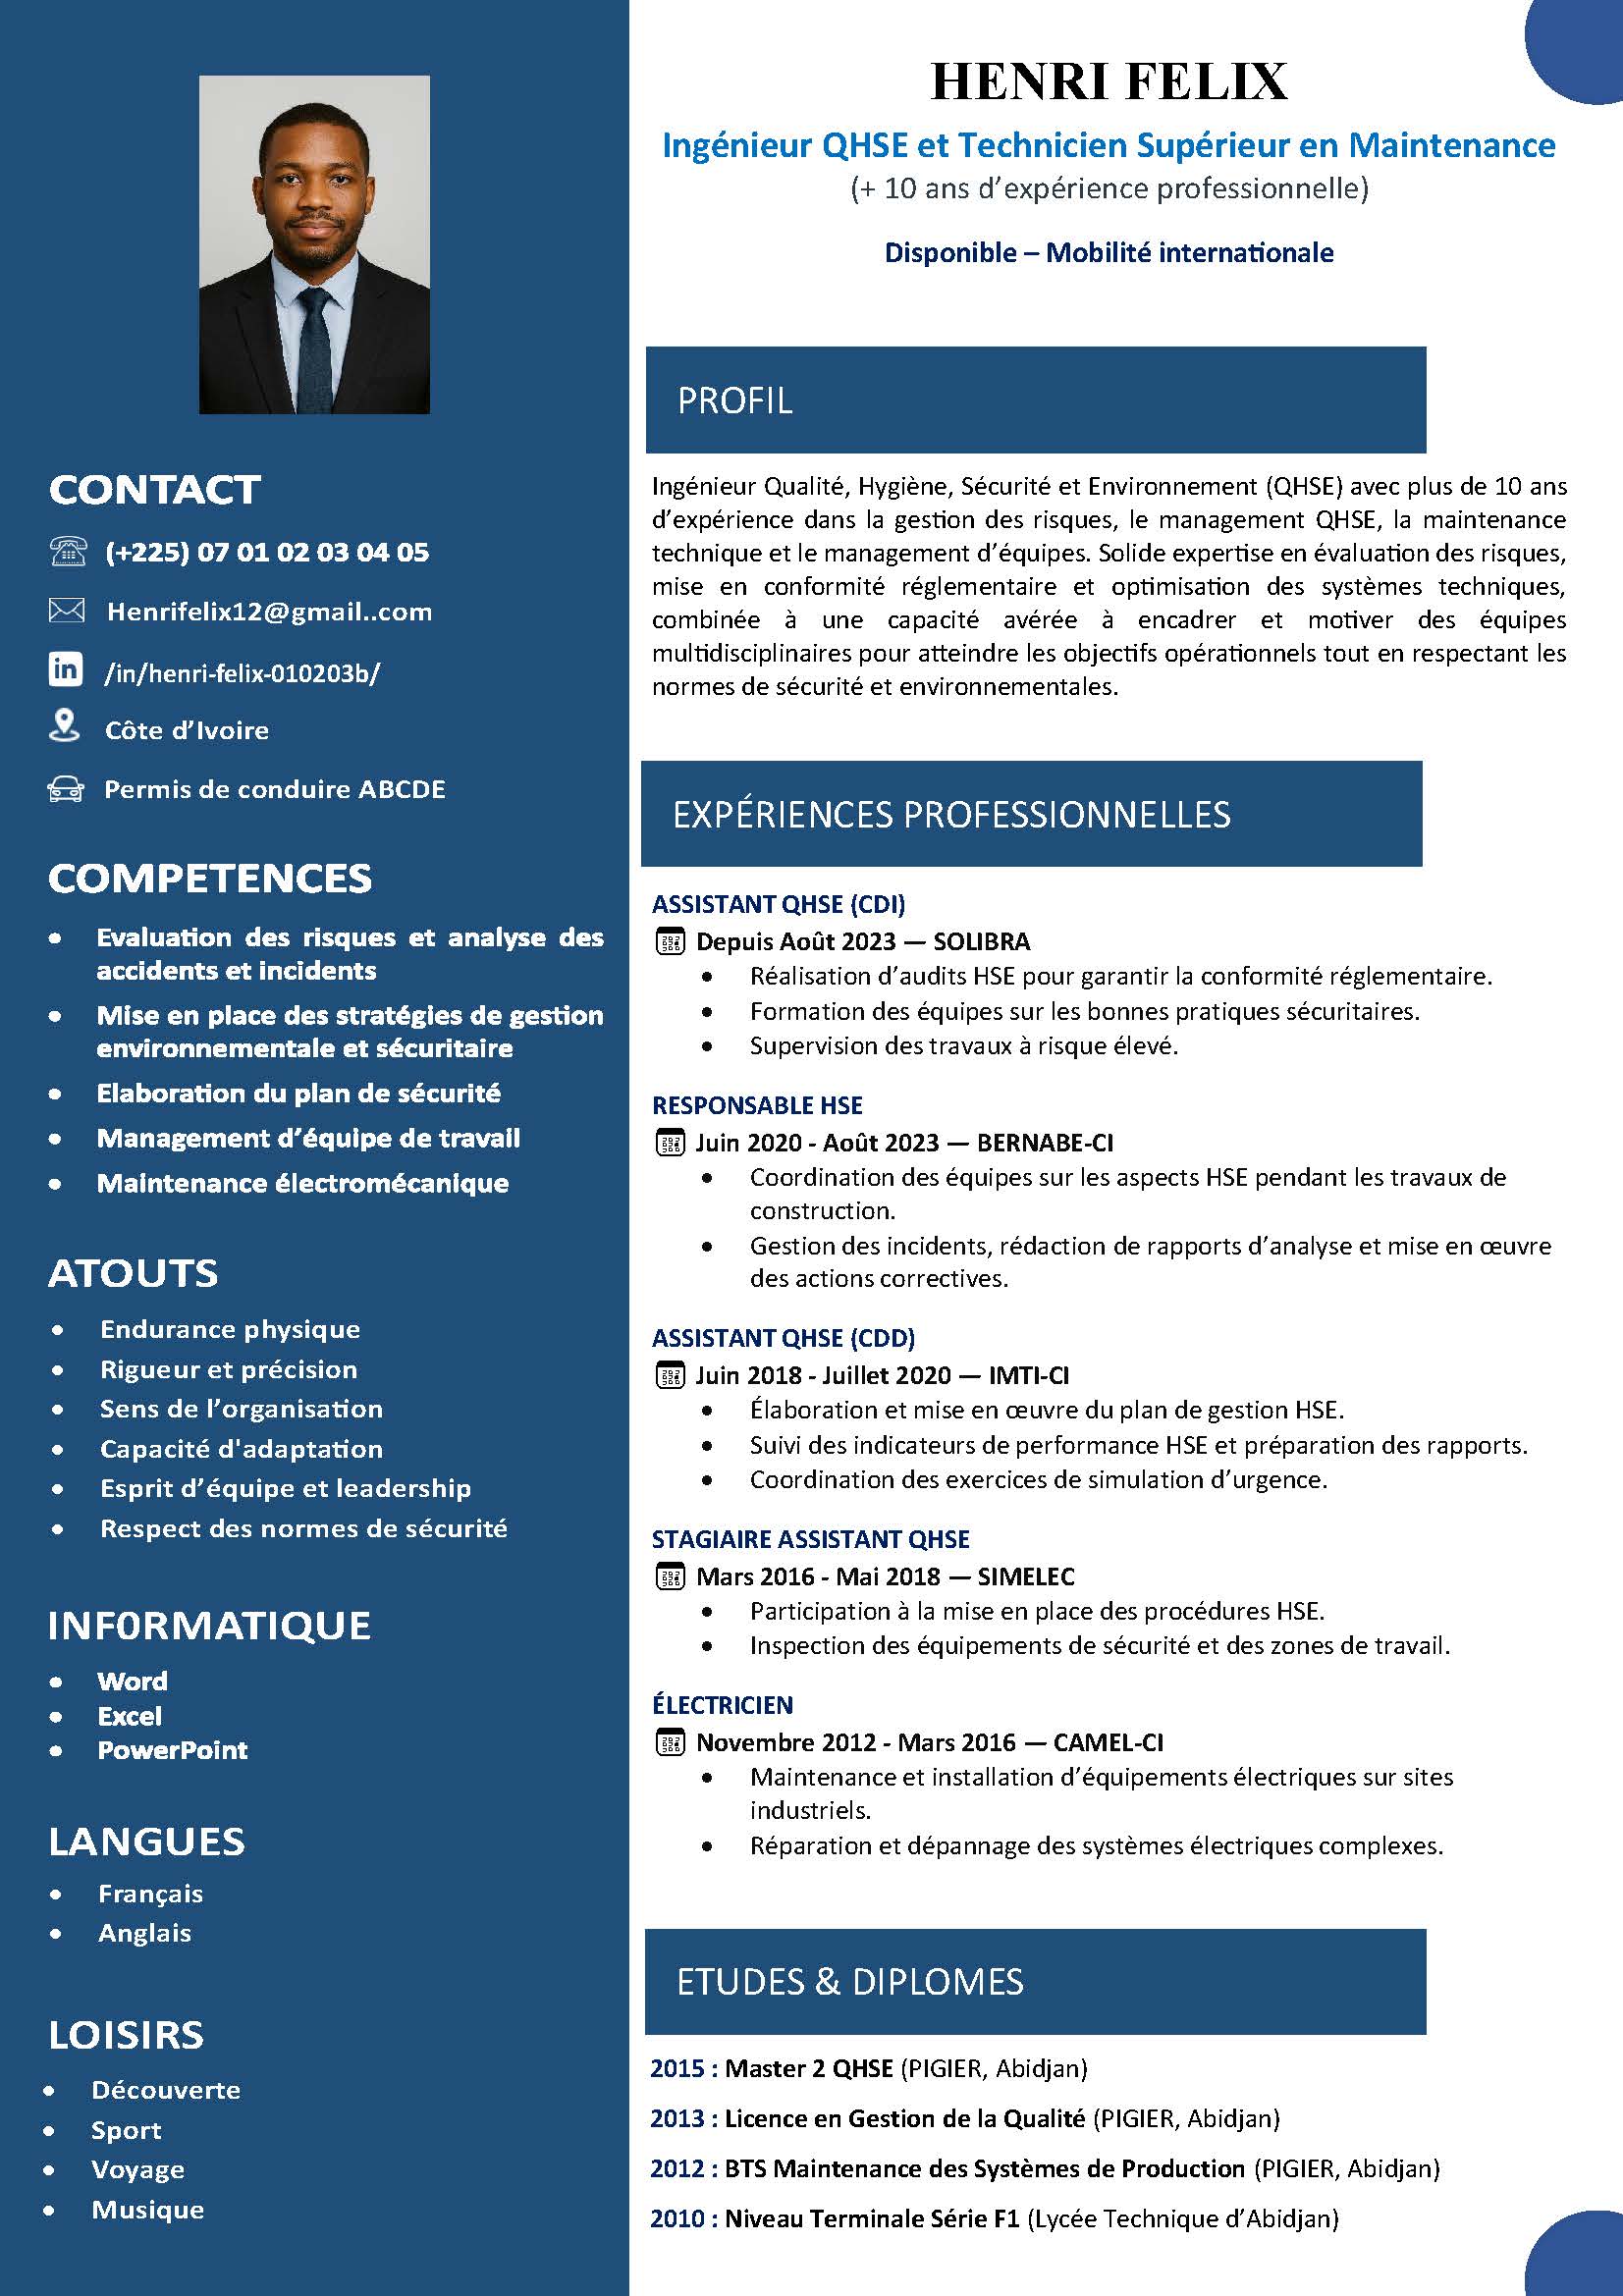 HENRI FELIX
Ingénieur QHSE et Technicien Supérieur en Maintenance
(+ 10 ans d’expérience professionnelle)
Disponible – Mobilité internationale
CONTACT
(+225) 07 01 02 03 04 05
Henrifelix12@gmail..com
in
/in/henri-felix-010203b/
Côte d’Ivoire
Permis de conduire ABCDE
COMPETENCES
• Evaluation des risques et analyse des
accidents et incidents
• Mise en place des stratégies de gestion
environnementale et sécuritaire
• Elaboration du plan de sécurité
• Management d’équipe de travail
• Maintenance électromécanique
ATOUTS
• Endurance physique
• Rigueur et précision
• Sens de l’organisation
• Capacité d'adaptation
• Esprit d’équipe et leadership
• Respect des normes de sécurité
INF0RMATIQUE
• Word
• Excel
• PowerPoint
LANGUES
• Français
• Anglais
LOISIRS
• Découverte
• Sport
• Voyage
• Musique
PROFIL
Ingénieur Qualité, Hygiène, Sécurité et Environnement (QHSE) avec plus de 10 ans
d’expérience dans la gestion des risques, le management QHSE, la maintenance
technique et le management d’équipes. Solide expertise en évaluation des risques,
mise en conformité réglementaire et optimisation des systèmes techniques,
combinée à une capacité avérée à encadrer et motiver des équipes
multidisciplinaires pour atteindre les objectifs opérationnels tout en respectant les
normes de sécurité et environnementales.
EXPÉRIENCES PROFESSIONNELLES
ASSISTANT QHSE (CDI)
Depuis Août 2023 — SOLIBRA
• Réalisation d’audits HSE pour garantir la conformité réglementaire.
• Formation des équipes sur les bonnes pratiques sécuritaires.
• Supervision des travaux à risque élevé.
RESPONSABLE HSE
Juin 2020 - Août 2023 — BERNABE-CI
• Coordination des équipes sur les aspects HSE pendant les travaux de
construction.
• Gestion des incidents, rédaction de rapports d’analyse et mise en œuvre
des actions correctives.
ASSISTANT QHSE (CDD)
Juin 2018 - Juillet 2020 — IMTI-CI
• Élaboration et mise en œuvre du plan de gestion HSE.
• Suivi des indicateurs de performance HSE et préparation des rapports.
• Coordination des exercices de simulation d’urgence.
STAGIAIRE ASSISTANT QHSE
Mars 2016 - Mai 2018 — SIMELEC
• Participation à la mise en place des procédures HSE.
• Inspection des équipements de sécurité et des zones de travail.
ÉLECTRICIEN
Novembre 2012 - Mars 2016 — CAMEL-CI
• Maintenance et installation d’équipements électriques sur sites
industriels.
• Réparation et dépannage des systèmes électriques complexes.
ETUDES & DIPLOMES
2015 : Master 2 QHSE (PIGIER, Abidjan)
2013 : Licence en Gestion de la Qualité (PIGIER, Abidjan)
2012 : BTS Maintenance des Systèmes de Production (PIGIER, Abidjan)
2010 : Niveau Terminale Série F1 (Lycée Technique d’Abidjan)